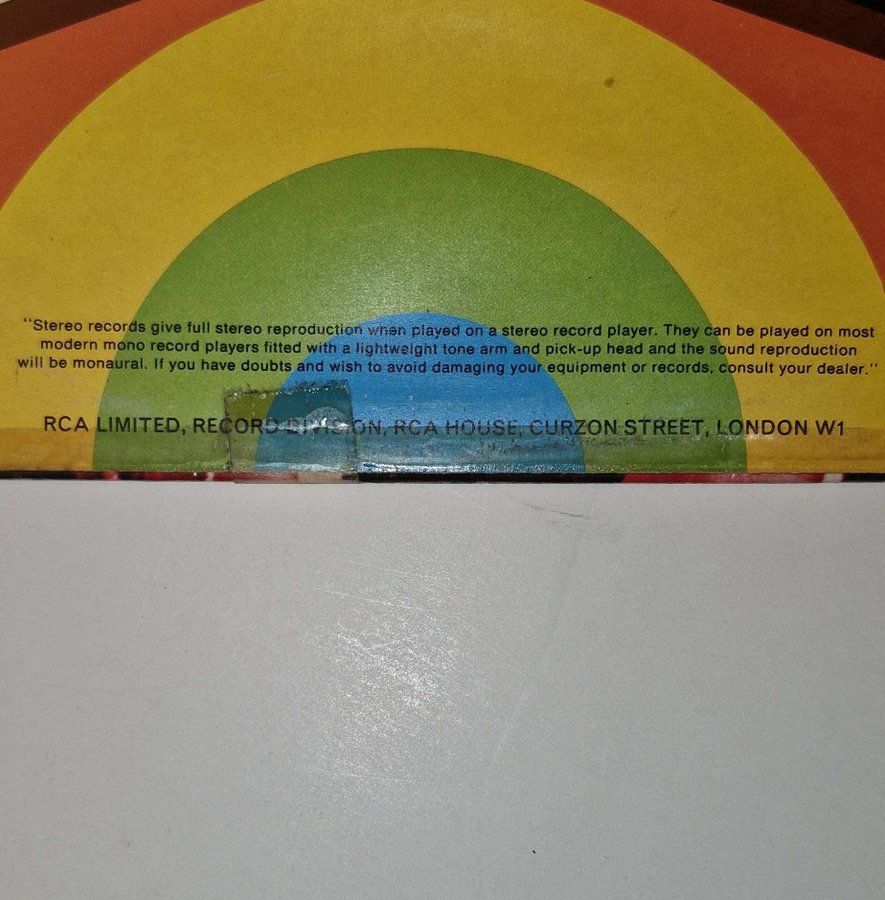 "Stereo records give full stereo reproduction when played on a stereo record player. They can be played on most
modern mono record players fitted with a lightweight tone arm and pick-up head and the sound reproduction
will be monaural. If you have doubts and wish to avoid damaging your equipment or records, consult your dealer."
RCA LIMITED, RECORD DIVISION, RCA HOUSE, CURZON STREET, LONDON W1